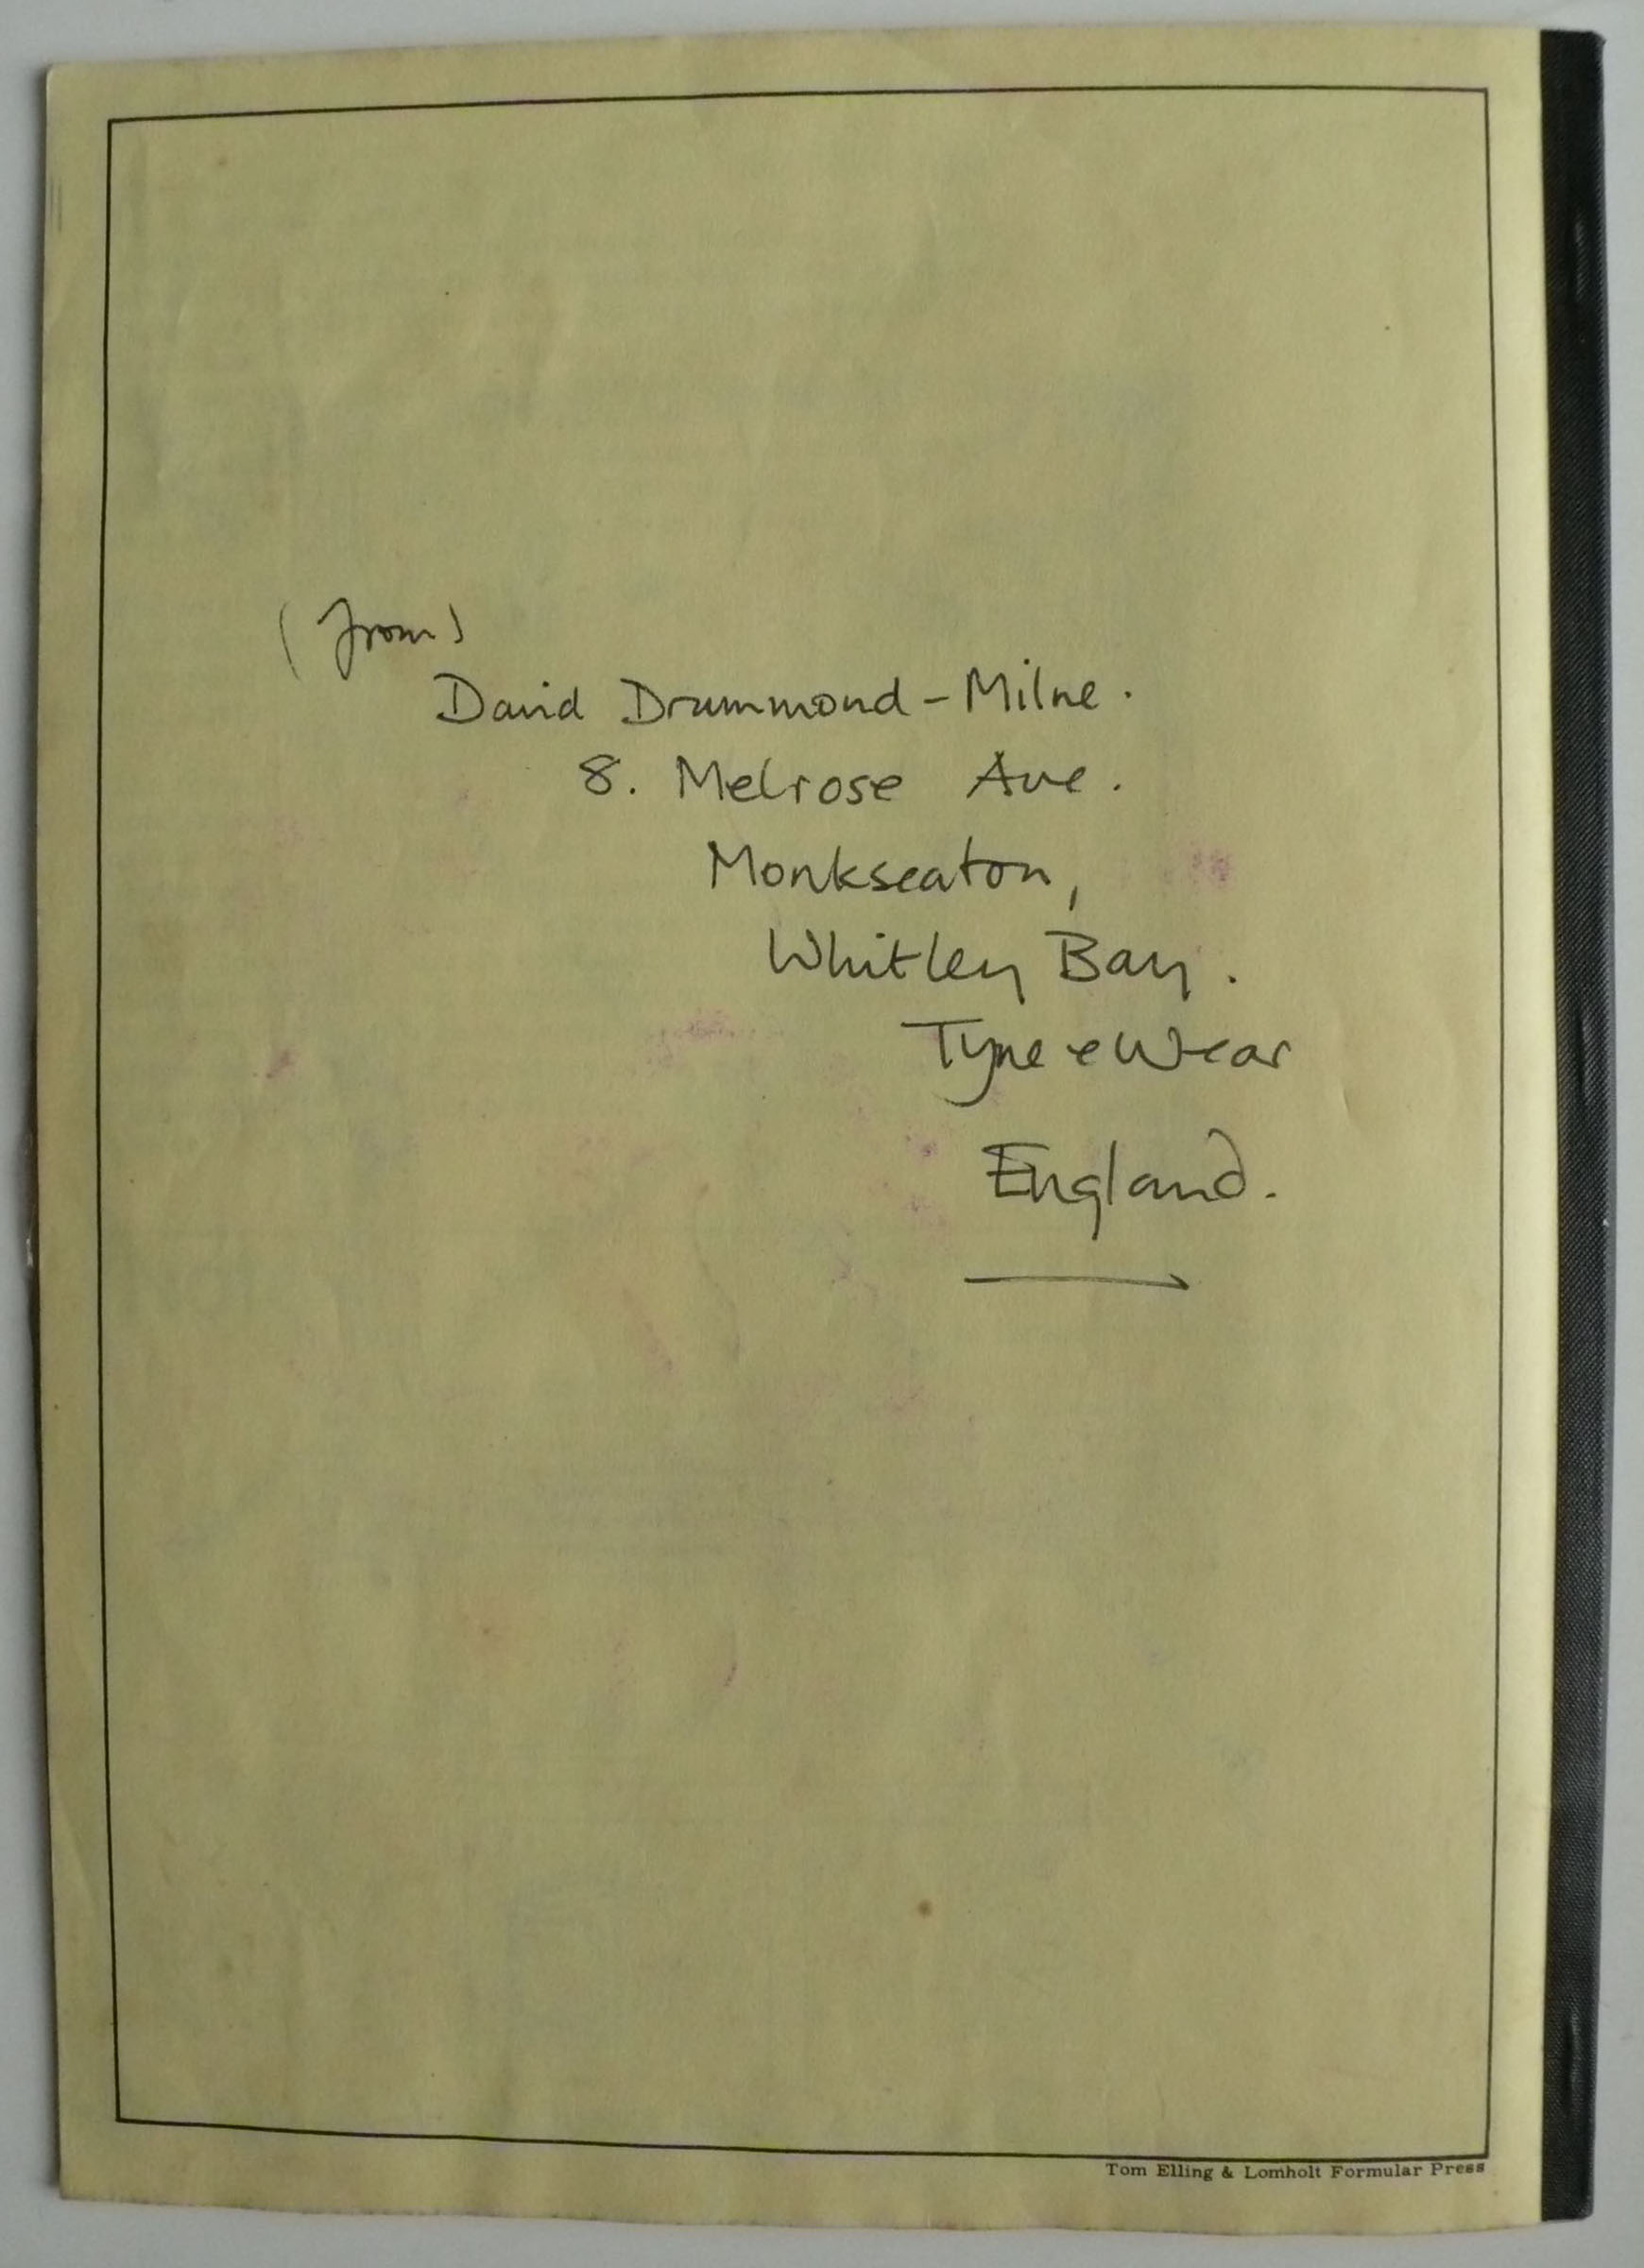 (from)
David Drummond-Milne.
8. Melrose Ave.
Monkseaton,
Whitley Bay.
Tyne & Wear
England.
Tom Elling & Lomholt Formular Press